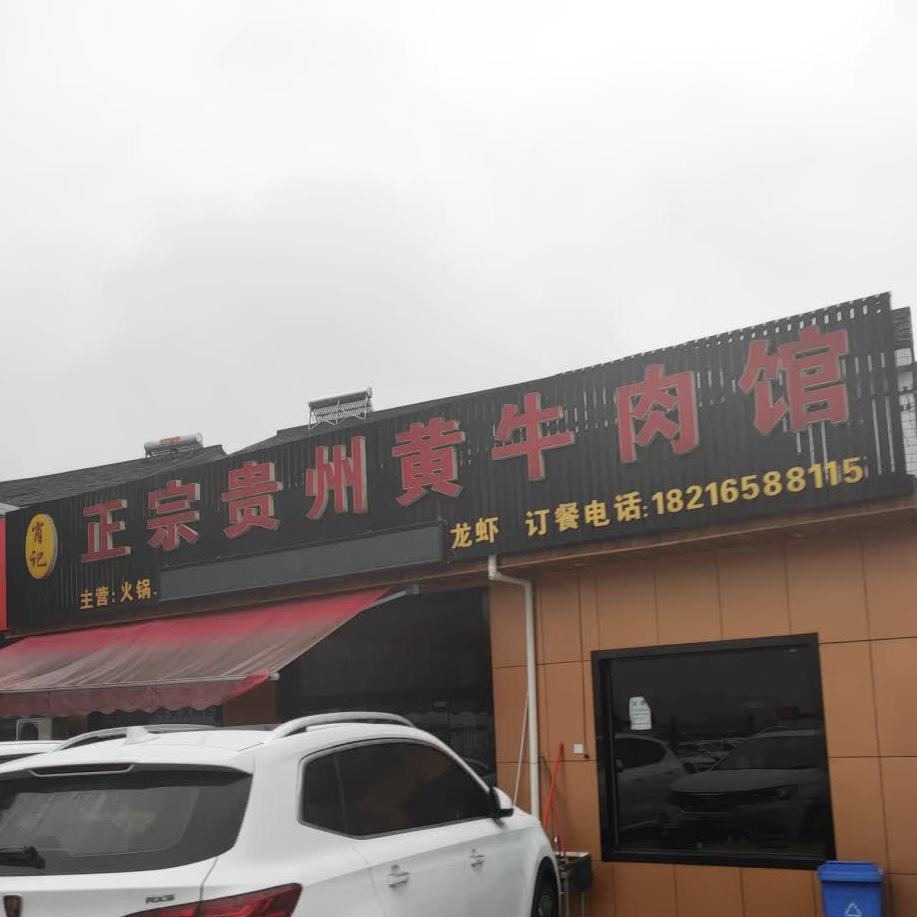 肖记
正宗贵州黄牛肉馆
主营:火锅.
龙虾 订餐电话:18216588115
RX5